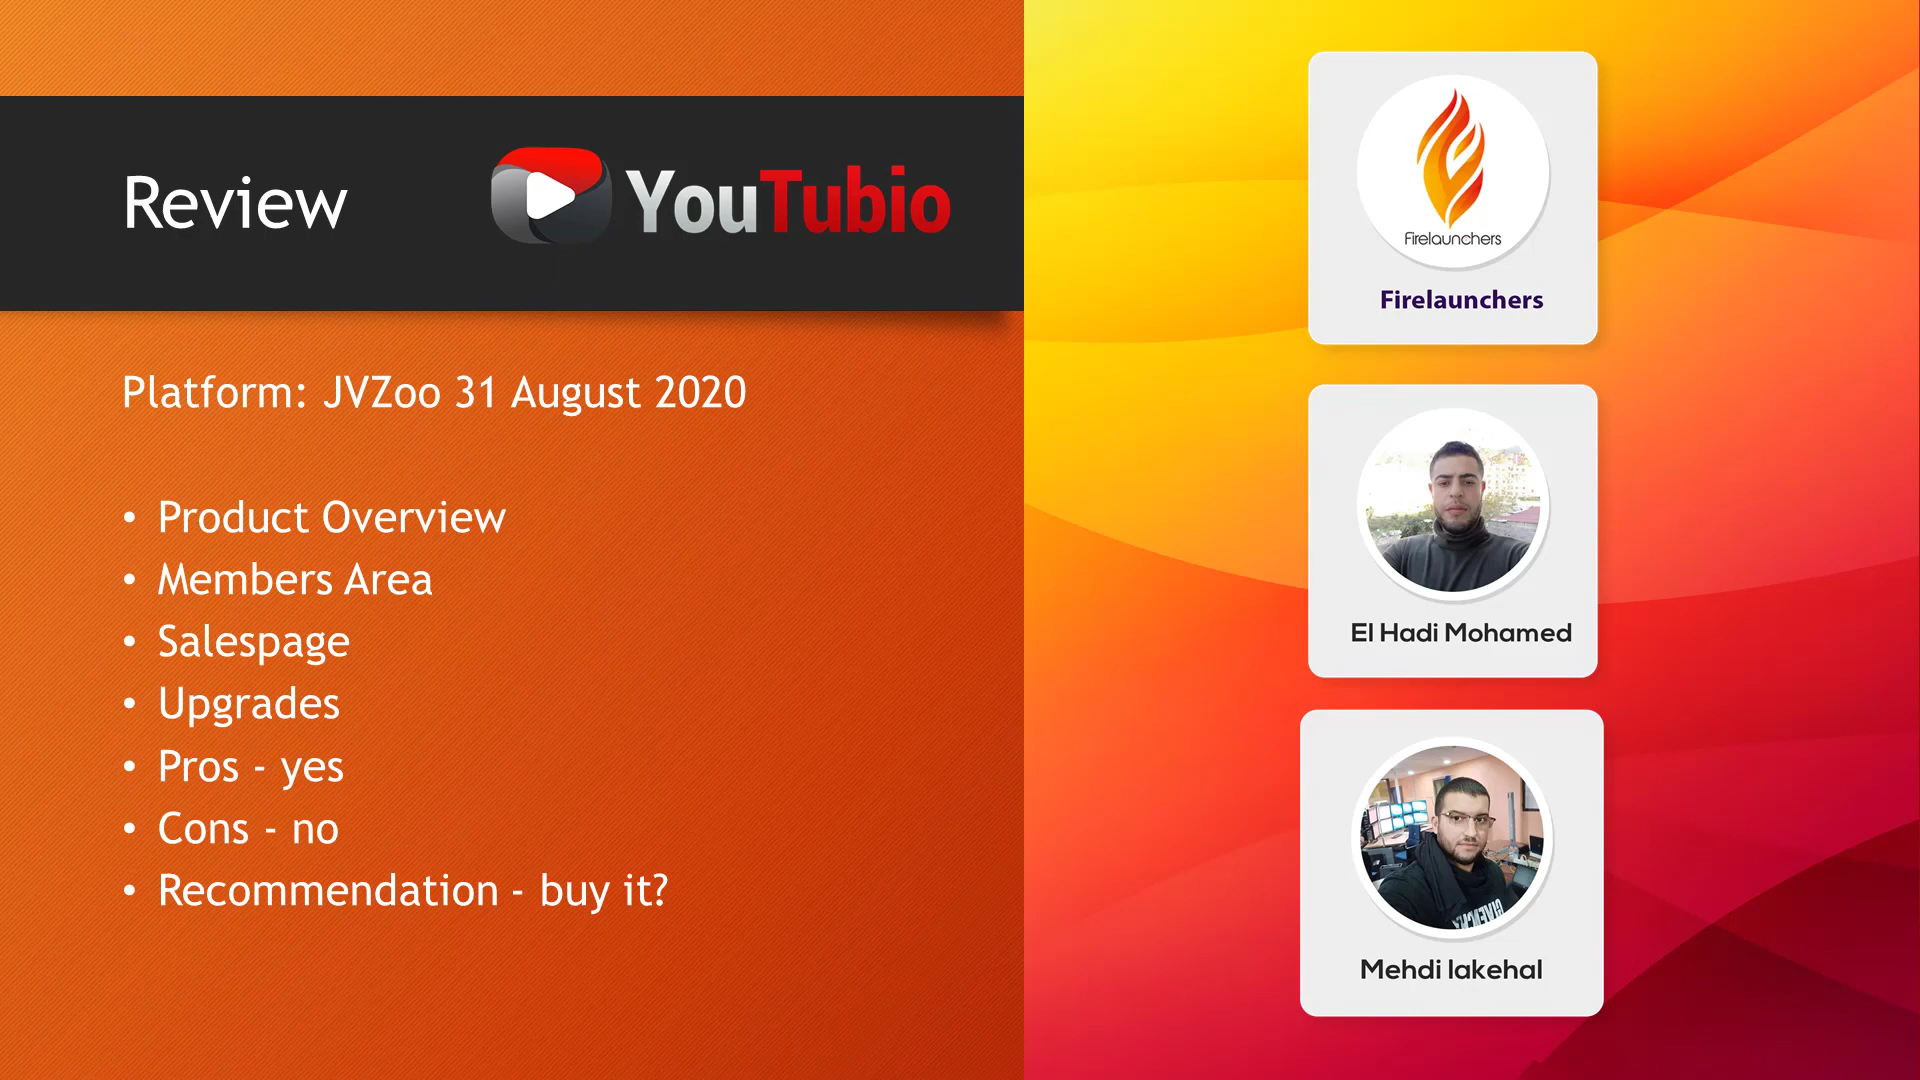 Review
YouTubio
Platform: JVZoo 31 August 2020
• Product Overview
• Members Area
• Salespage
• Upgrades
• Pros - yes
• Cons - no
• Recommendation - buy it?
Firelaunchers
Firelaunchers
El Hadi Mohamed
Mehdi lakehal